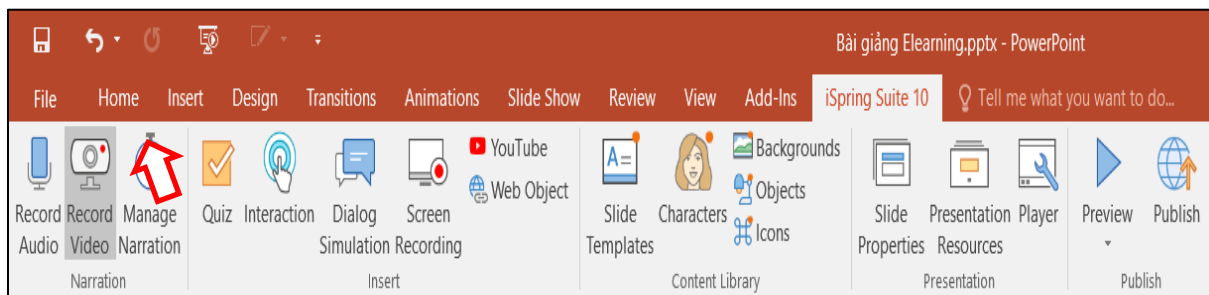 Bài giảng Elearning.pptx - PowerPoint
File Home Insert Design Transitions Animations Slide Show Review View Add-Ins iSpring Suite 10 Tell me what you want to do...
Record Audio
Record Video
Manage Narration
Narration
Quiz
Interaction
Dialog Simulation
Screen Recording
YouTube
Web Object
Insert
Slide Templates
Characters
Backgrounds
Objects
Icons
Content Library
Slide Properties
Presentation Resources
Player
Presentation
Preview
Publish
Publish